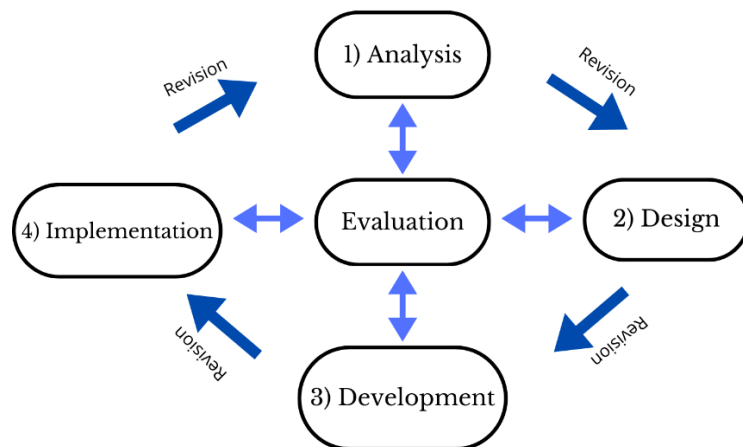 1) Analysis
Revision
Revision
4) Implementation
Evaluation
2) Design
Revision
Revision
3) Development